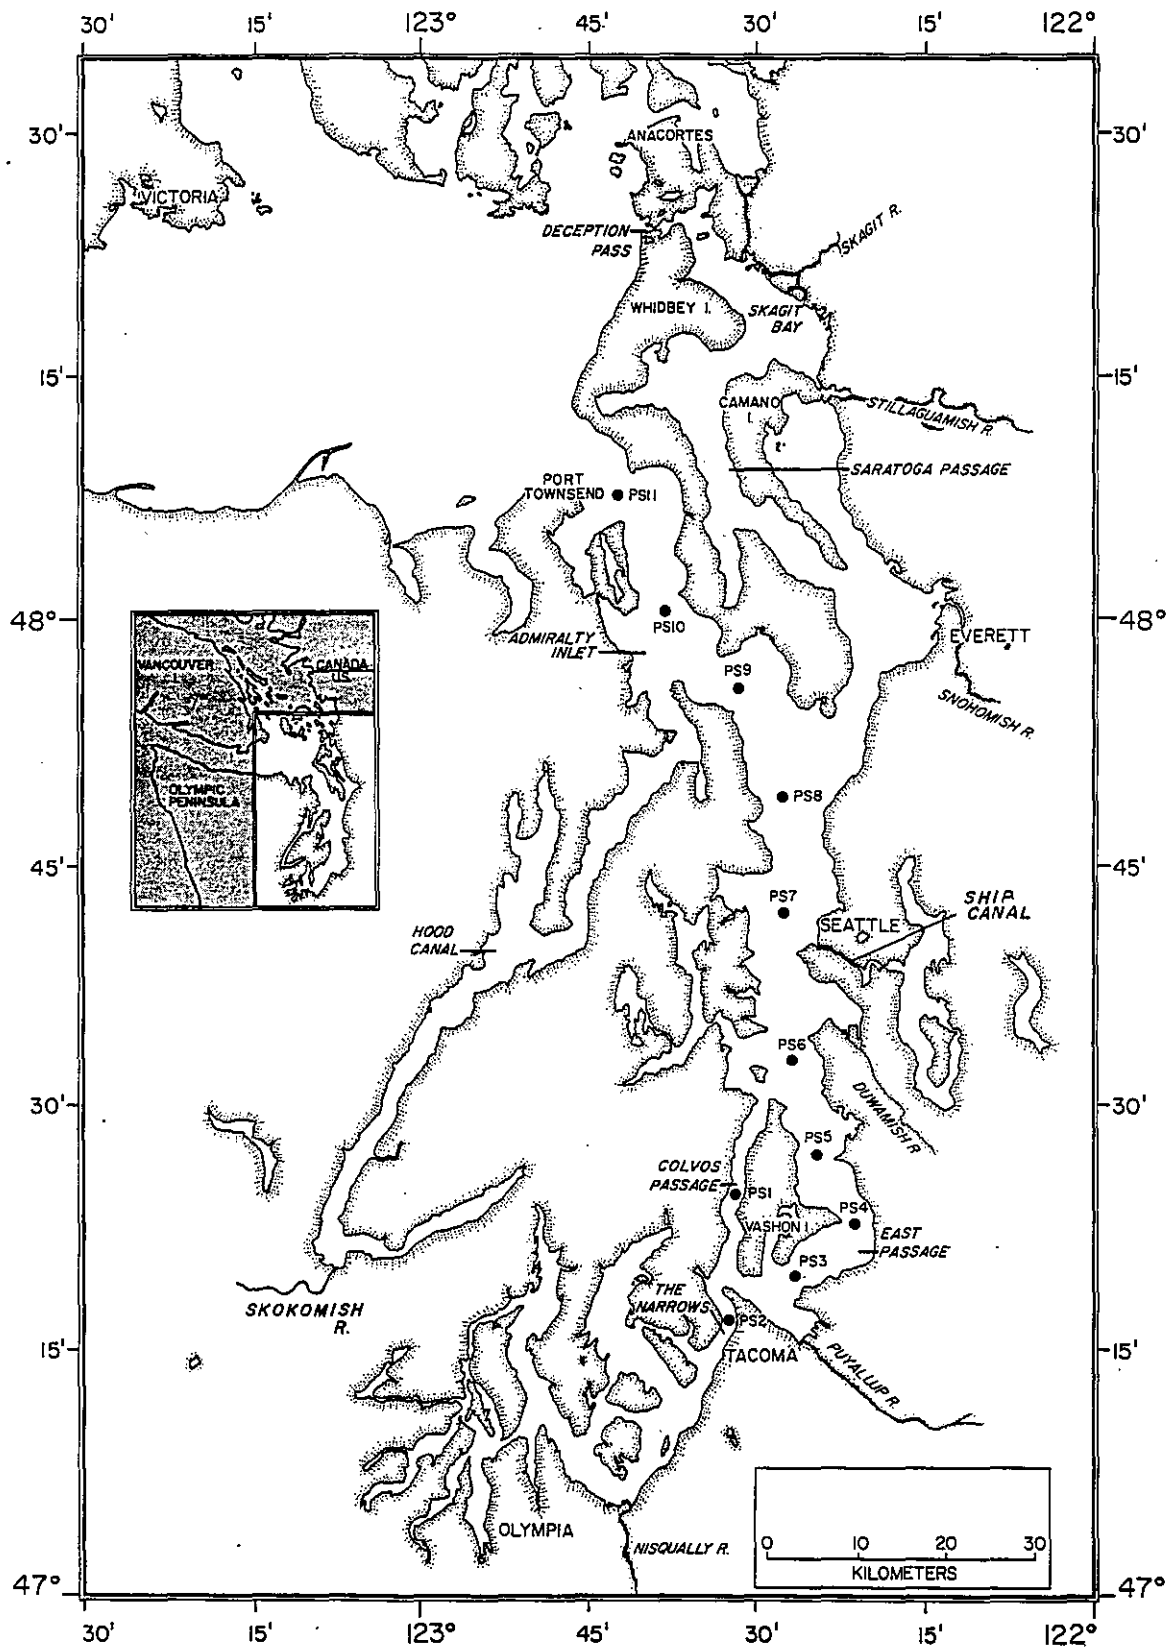 30' 15' 123° 45' 30' 15' 122°
30'
ANACORTES
30'
VICTORIA
DECEPTION
PASS
SKAGIT R.
WHIDBEY I.
SKAGIT
BAY
15'
15'
CAMANO
I.
STILLAGUAMISH R.
SARATOGA PASSAGE
PORT
TOWNSEND
PS11
48°
48°
PS10
ADMIRALTY
INLET
EVERETT
VANCOUVER
I.
CANADA
U.S.
PS9
SNOHOMISH R.
OLYMPIC
PENINSULA
PS8
45'
45'
PS7
SHIP
CANAL
SEATTLE
HOOD
CANAL
PS6
30'
30'
DUWAMISH R.
PS5
COLVOS
PASSAGE
PS1
PS4
VASHON I.
EAST
PASSAGE
PS3
THE
NARROWS
SKOKOMISH
R.
PS2
15'
15'
TACOMA
PUYALLUP R.
OLYMPIA
NISQUALLY R.
0 10 20 30
KILOMETERS
47°
47°
30' 15' 123° 45' 30' 15' 122°